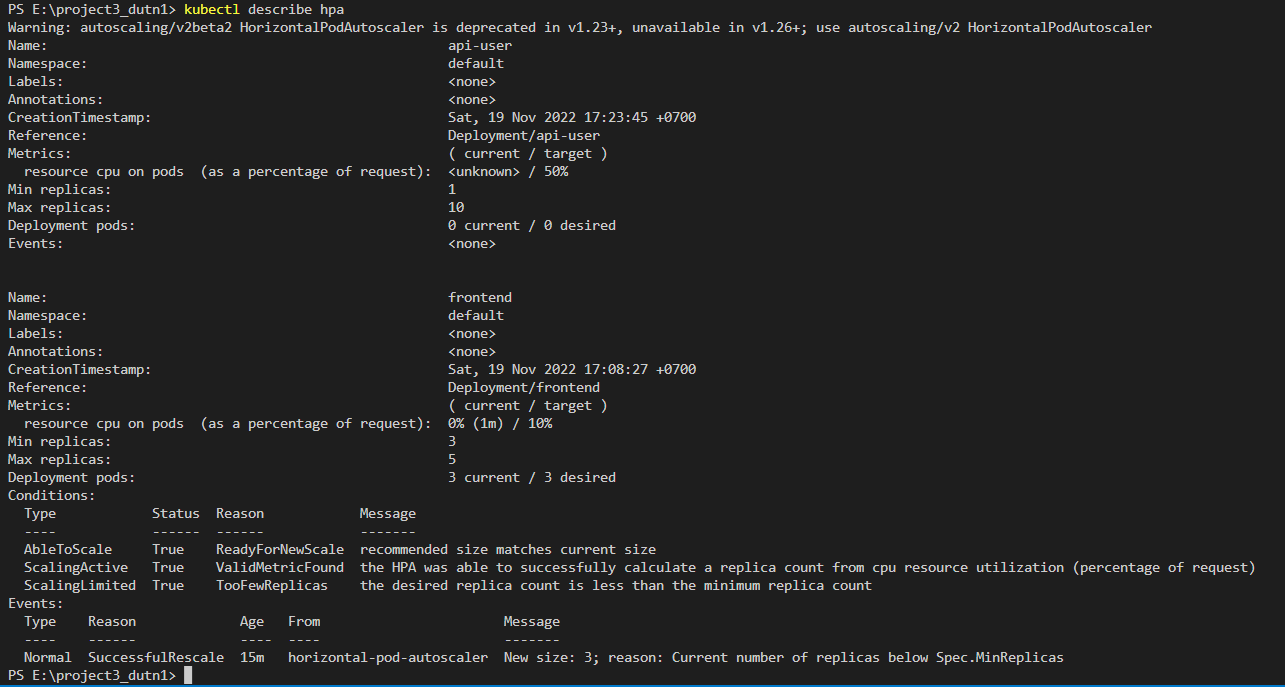 PS E:\project3_dutn1> kubectl describe hpa
Warning: autoscaling/v2beta2 HorizontalPodAutoscaler is deprecated in v1.23+, unavailable in v1.26+; use autoscaling/v2 HorizontalPodAutoscaler
Name: api-user
Namespace: default
Labels: <none>
Annotations: <none>
CreationTimestamp: Sat, 19 Nov 2022 17:23:45 +0700
Reference: Deployment/api-user
Metrics: ( current / target )
resource cpu on pods (as a percentage of request): <unknown> / 50%
Min replicas: 1
Max replicas: 10
Deployment pods: 0 current / 0 desired
Events: <none>
Name: frontend
Namespace: default
Labels: <none>
Annotations: <none>
CreationTimestamp: Sat, 19 Nov 2022 17:08:27 +0700
Reference: Deployment/frontend
Metrics: ( current / target )
resource cpu on pods (as a percentage of request): 0% (1m) / 10%
Min replicas: 3
Max replicas: 5
Deployment pods: 3 current / 3 desired
Conditions:
Type Status Reason Message
---- ------ ------ -------
AbleToScale True ReadyForNewScale recommended size matches current size
ScalingActive True ValidMetricFound the HPA was able to successfully calculate a replica count from cpu resource utilization (percentage of request)
ScalingLimited True TooFewReplicas the desired replica count is less than the minimum replica count
Events:
Type Reason Age From Message
---- ------ ---- ---- -------
Normal SuccessfulRescale 15m horizontal-pod-autoscaler New size: 3; reason: Current number of replicas below Spec.MinReplicas
PS E:\project3_dutn1>